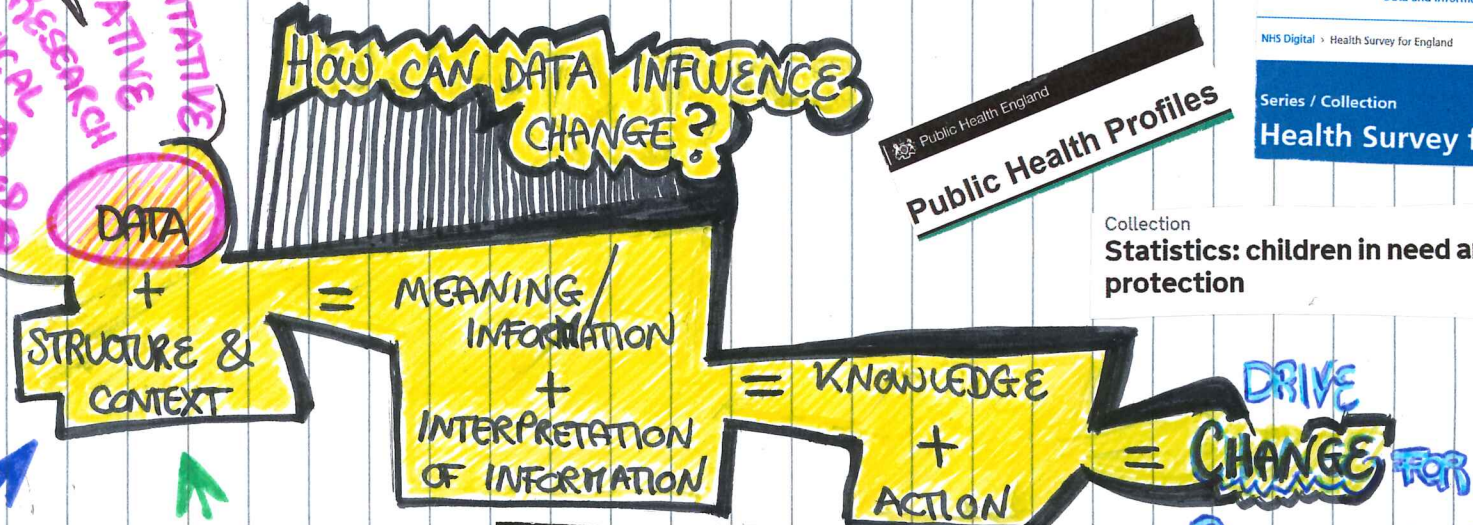 HOW CAN DATA INFLUENCE
CHANGE?
TATIVE
ATIVE
RESEARCH
DATA
+
STRUCTURE &
CONTEXT
=
MEANING /
INFORMATION
+
INTERPRETATION
OF INFORMATION
=
KNOWLEDGE
+
ACTION
=
DRIVE
CHANGE FOR
Public Health England
Public Health Profiles
NHS Digital > Health Survey for England
Series / Collection
Health Survey f
Collection
Statistics: children in need a
protection